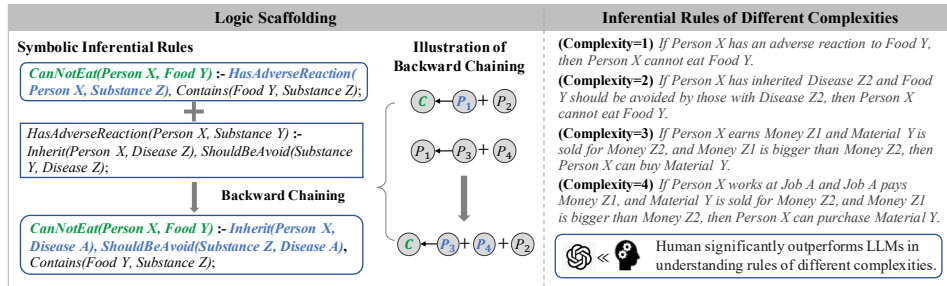 Logic Scaffolding
Symbolic Inferential Rules
CanNotEat(Person X, Food Y) :- HasAdverseReaction(
Person X, Substance Z), Contains(Food Y, Substance Z);
HasAdverseReaction(Person X, Substance Y) :-
Inherit(Person X, Disease Z), ShouldBeAvoid(Substance
Y, Disease Z);
Backward Chaining
CanNotEat(Person X, Food Y) :- Inherit(Person X,
Disease A), ShouldBeAvoid(Substance Z, Disease A),
Contains(Food Y, Substance Z);
Illustration of
Backward Chaining
C P1 + P2
P1 P3 + P4
C P3 + P4 + P2
Inferential Rules of Different Complexities
(Complexity=1) If Person X has an adverse reaction to Food Y,
then Person X cannot eat Food Y.
(Complexity=2) If Person X has inherited Disease Z2 and Food
Y should be avoided by those with Disease Z2, then Person X
cannot eat Food Y.
(Complexity=3) If Person X earns Money Z1 and Material Y is
sold for Money Z2, and Money Z1 is bigger than Money Z2, then
Person X can buy Material Y.
(Complexity=4) If Person X works at Job A and Job A pays
Money Z1, and Material Y is sold for Money Z2, and Money Z1
is bigger than Money Z2, then Person X can purchase Material Y.
≪ Human significantly outperforms LLMs in
understanding rules of different complexities.